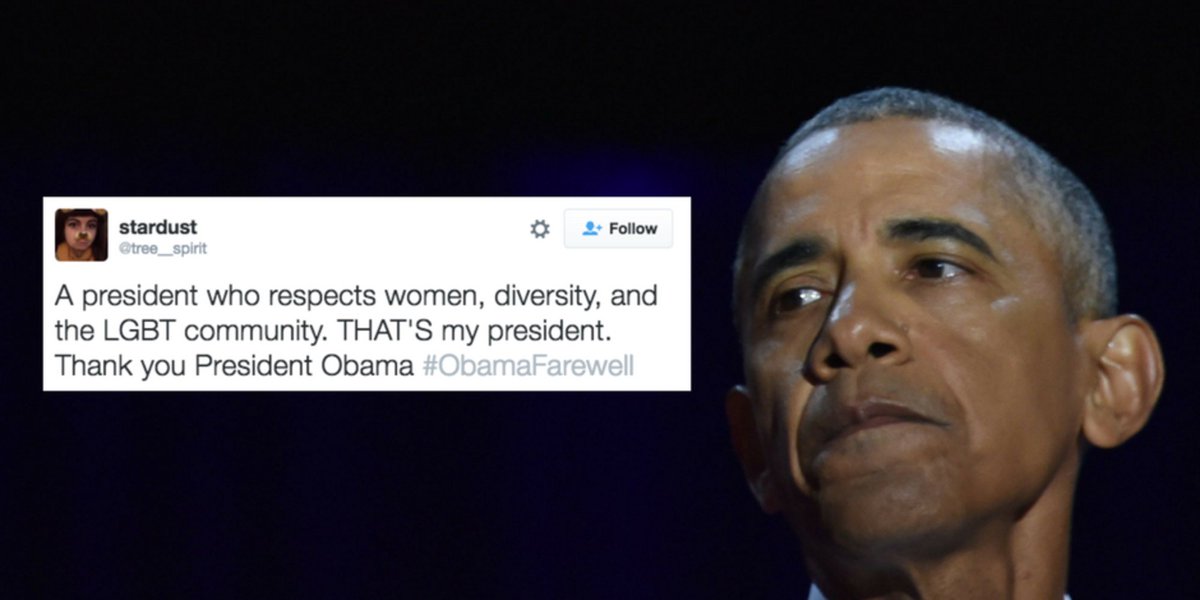 stardust
@tree__spirit
Follow
A president who respects women, diversity, and
the LGBT community. THAT'S my president.
Thank you President Obama #ObamaFarewell